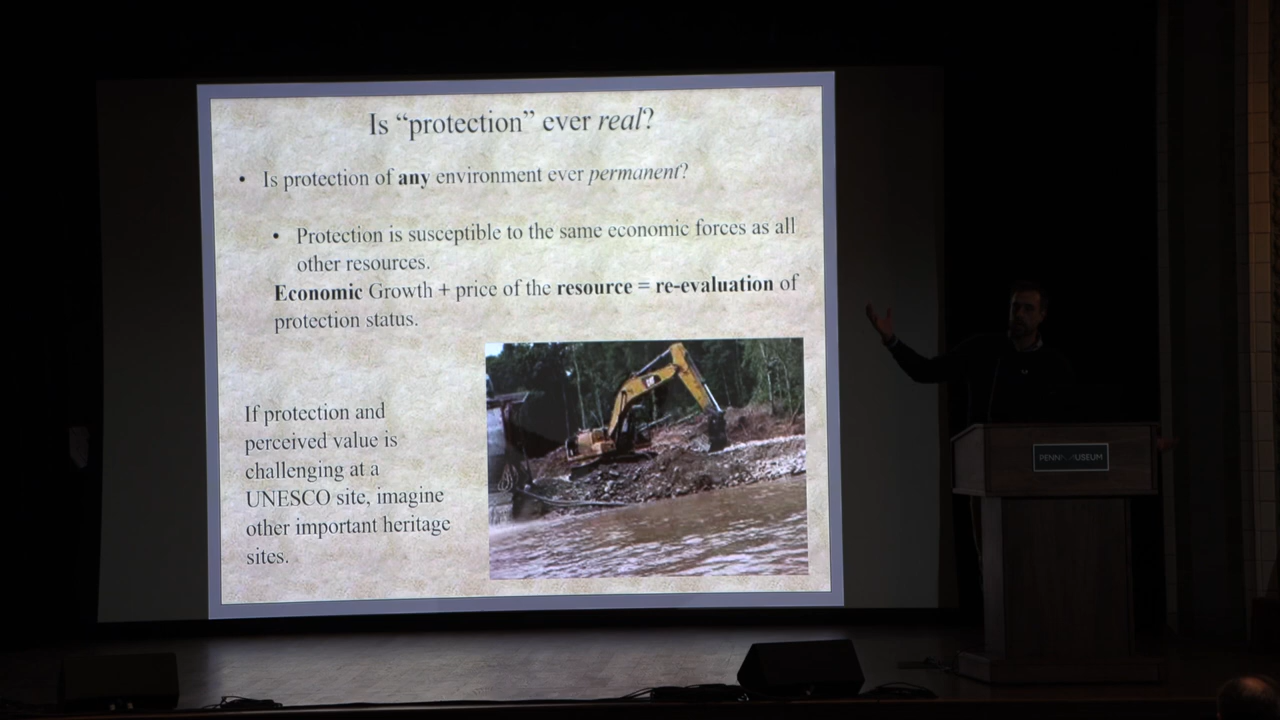 Is “protection” ever real?
• Is protection of any environment ever permanent?
• Protection is susceptible to the same economic forces as all
other resources.
Economic Growth + price of the resource = re-evaluation of
protection status.
If protection and
perceived value is
challenging at a
UNESCO site, imagine
other important heritage
sites.
PENN MUSEUM